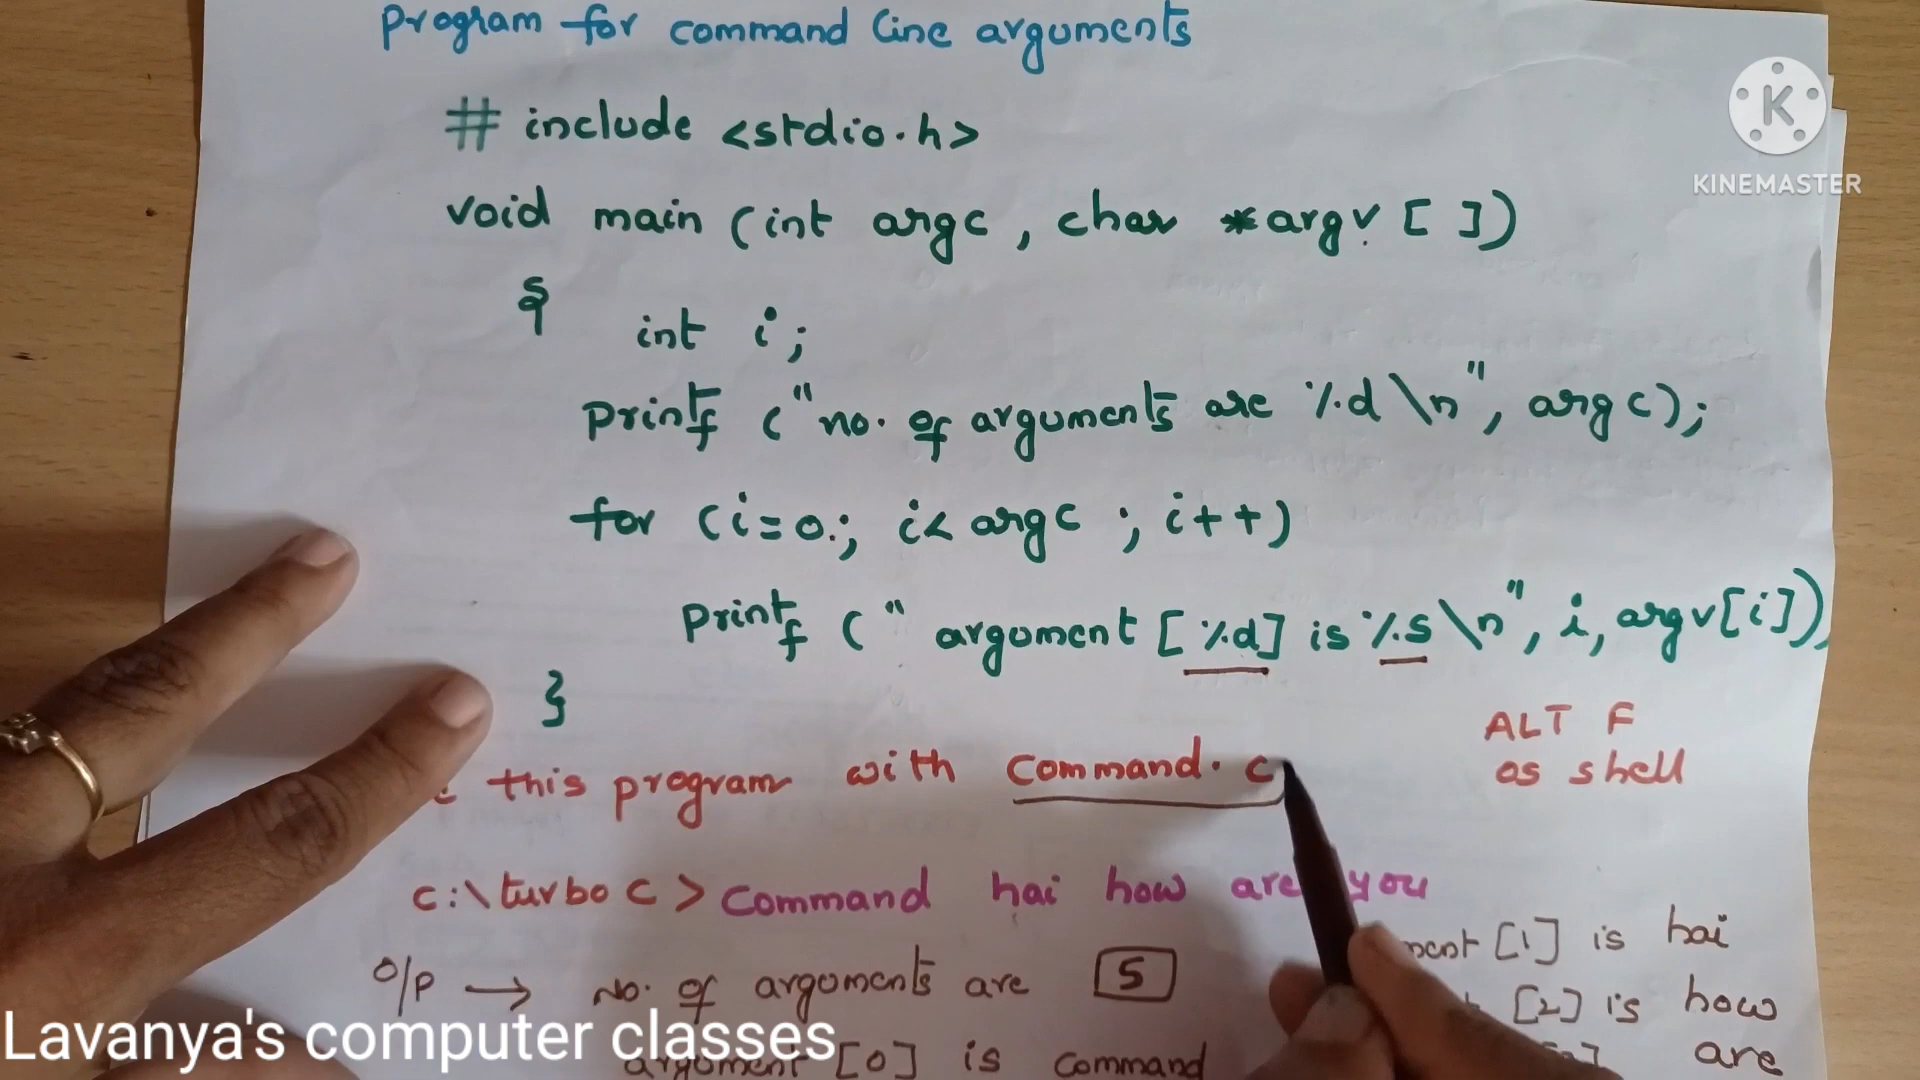 Program for command line arguments
# include <stdio.h>
void main (int argc, char *argv [ ])
{
int i;
printf ("no. of arguments are %d \n", argc);
for (i=0; i< argc ; i++)
printf (" argument [%d] is %s \n", i, argv[i])
}
this program with command.c
ALT F
os shell
c:\turbo c > command hai how are you
O/P → No. of arguments are 5
argument [0] is command
[1] is hai
[2] is how
are
KINEMASTER
Lavanya's computer classes